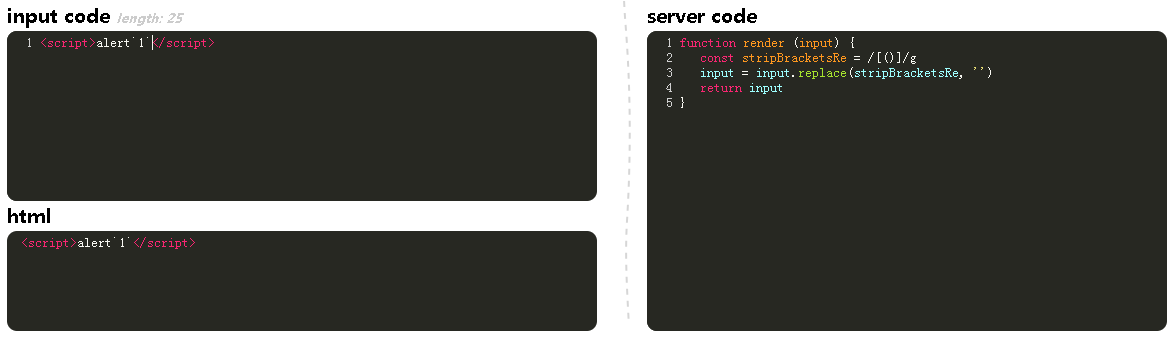 input code length: 25
1 <script>alert`1`</script>
html
<script>alert`1`</script>
server code
1 function render (input) {
2 const stripBracketsRe = /[()]/g
3 input = input.replace(stripBracketsRe, '')
4 return input
5 }